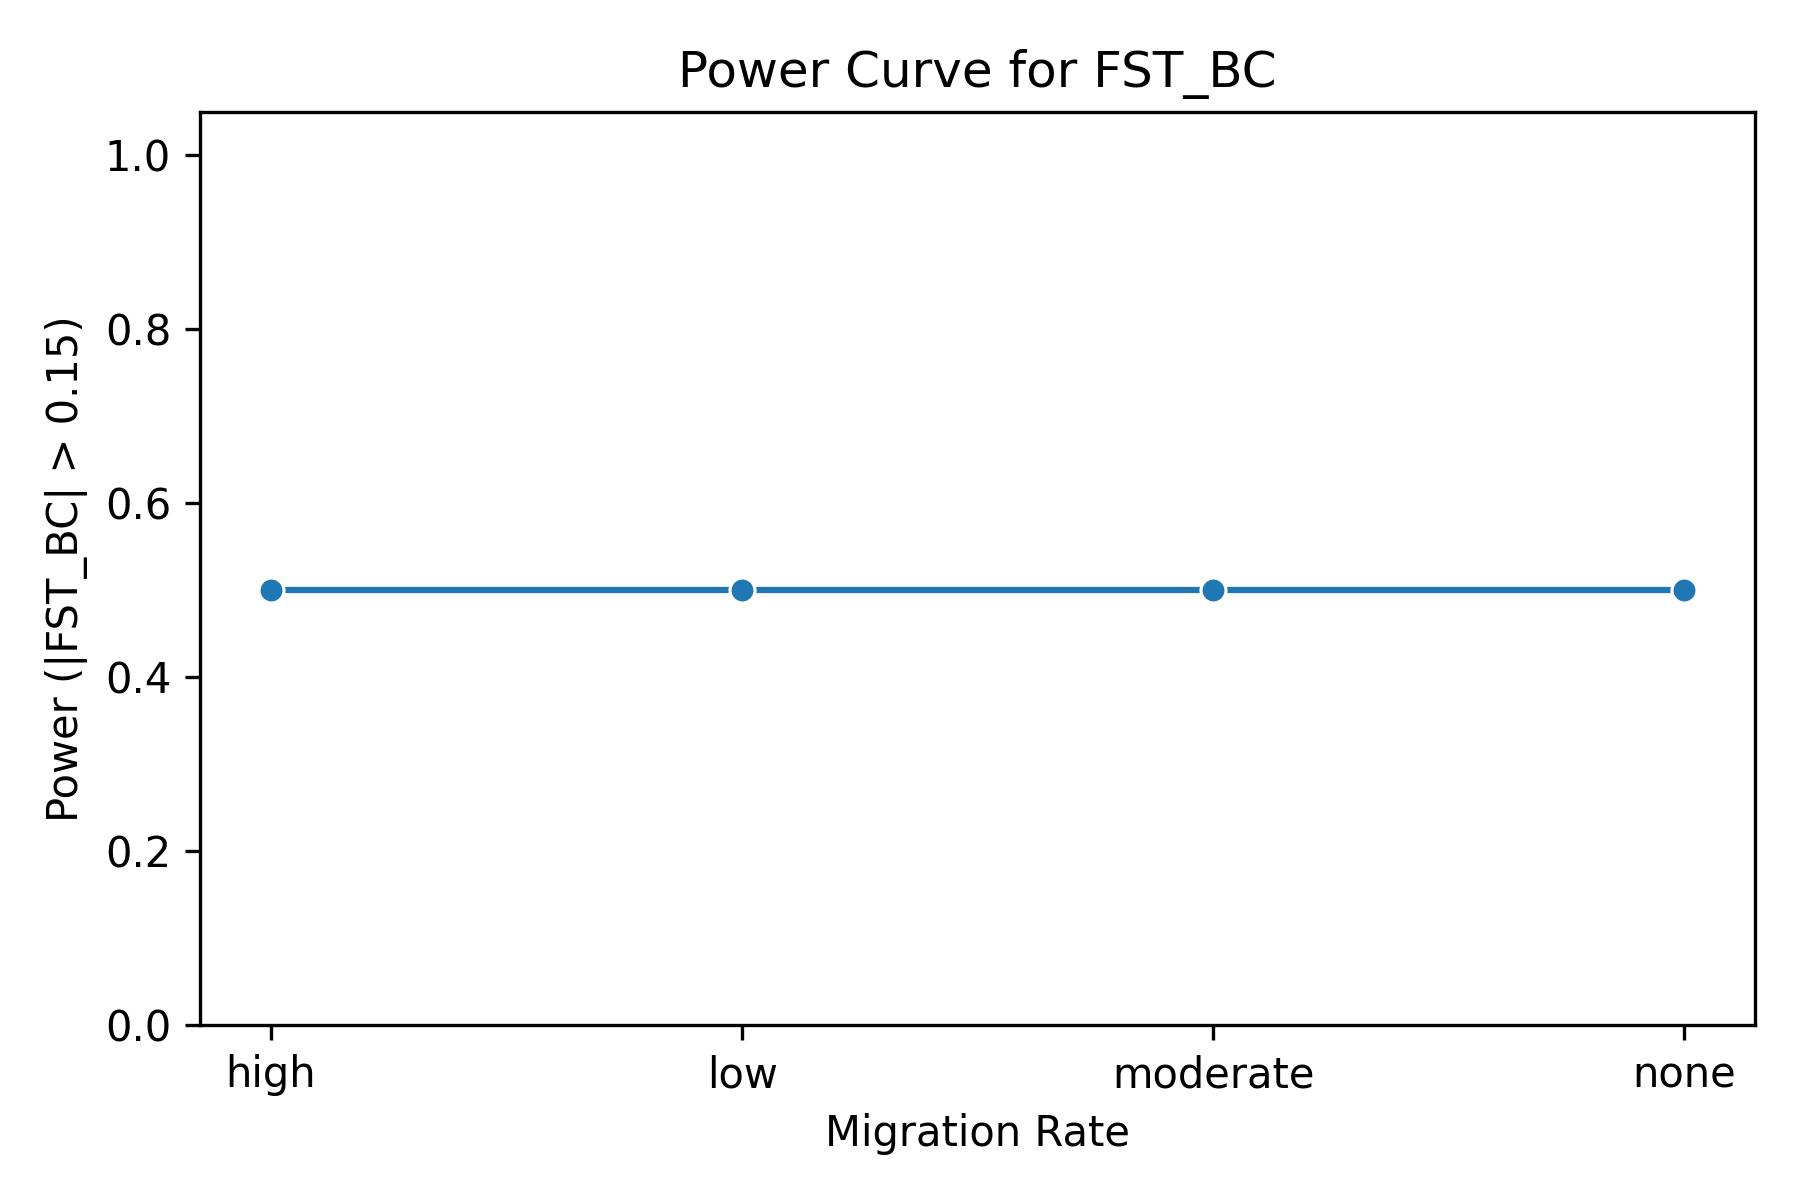 Power Curve for FST_BC
Power (|FST_BC| > 0.15)
1.0
0.8
0.6
0.4
0.2
0.0
high low moderate none
Migration Rate